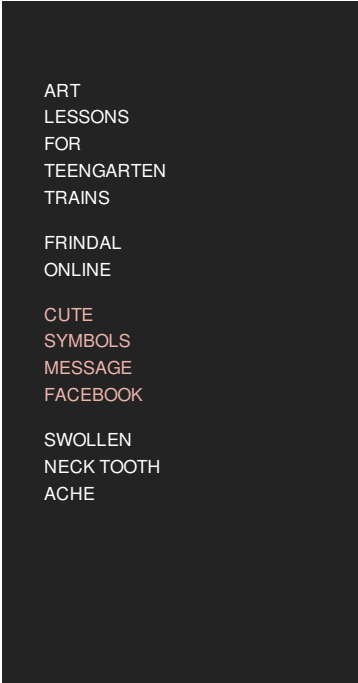 ART
LESSONS
FOR
TEENGARTEN
TRAINS
FRINDAL
ONLINE
CUTE
SYMBOLS
MESSAGE
FACEBOOK
SWOLLEN
NECK TOOTH
ACHE